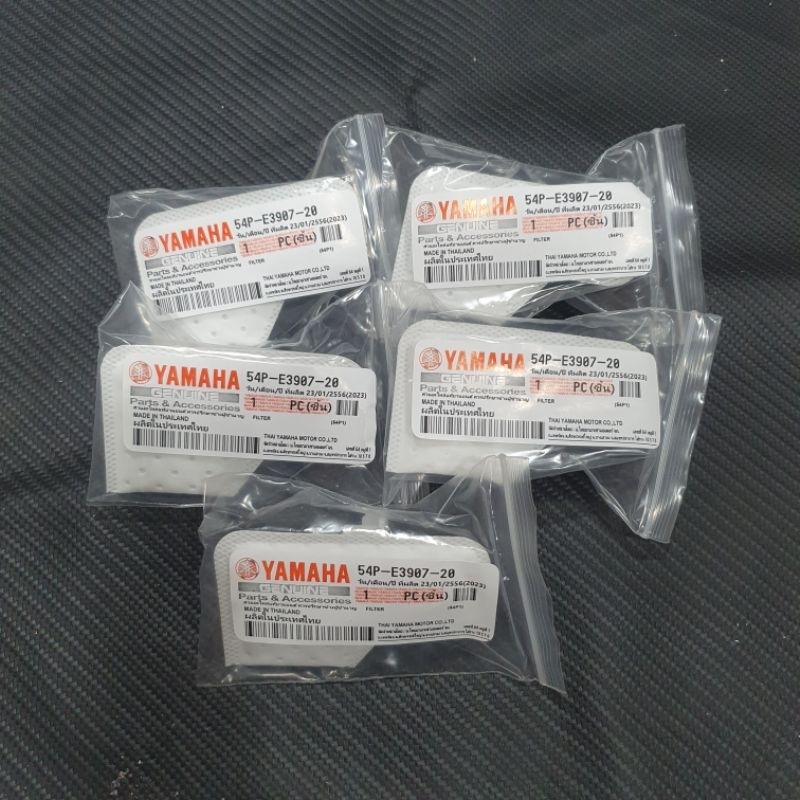 YAMAHA
GENUINE
Parts & Accessories
MADE IN THAILAND
ผลิตในประเทศไทย
54P-E3907-20
วัน/เดือน/ปี ที่ผลิต 23/01/2556(2023)
1 PC(ชิ้น)
FILTER (54P1)
THAI YAMAHA MOTOR CO.,LTD
YAMAHA
GENUINE
Parts & Accessories
MADE IN THAILAND
ผลิตในประเทศไทย
54P-E3907-20
วัน/เดือน/ปี ที่ผลิต 23/01/2556(2023)
1 PC(ชิ้น)
FILTER (54P1)
THAI YAMAHA MOTOR CO.,LTD
YAMAHA
GENUINE
Parts & Accessories
MADE IN THAILAND
ผลิตในประเทศไทย
54P-E3907-20
วัน/เดือน/ปี ที่ผลิต 23/01/2556(2023)
1 PC(ชิ้น)
FILTER (54P1)
THAI YAMAHA MOTOR CO.,LTD
YAMAHA
GENUINE
Parts & Accessories
MADE IN THAILAND
ผลิตในประเทศไทย
54P-E3907-20
วัน/เดือน/ปี ที่ผลิต 23/01/2556(2023)
1 PC(ชิ้น)
FILTER (54P1)
THAI YAMAHA MOTOR CO.,LTD
YAMAHA
GENUINE
Parts & Accessories
MADE IN THAILAND
ผลิตในประเทศไทย
54P-E3907-20
วัน/เดือน/ปี ที่ผลิต 23/01/2556(2023)
1 PC(ชิ้น)
FILTER (54P1)
THAI YAMAHA MOTOR CO.,LTD